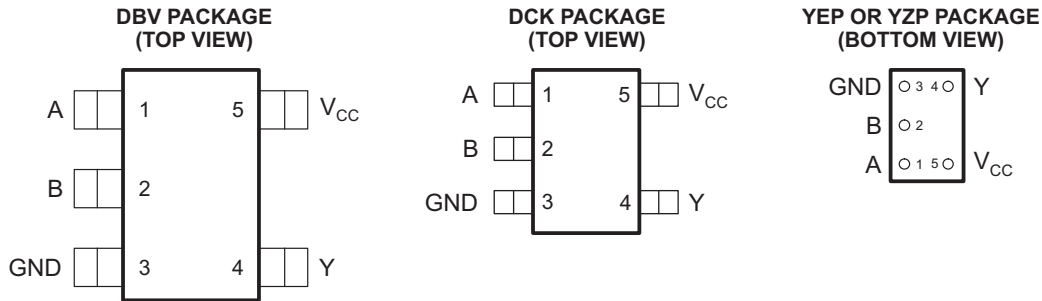 DBV PACKAGE
(TOP VIEW)
A 1 5 VCC
B 2
GND 3 4 Y
DCK PACKAGE
(TOP VIEW)
A 1 5 VCC
B 2
GND 3 4 Y
YEP OR YZP PACKAGE
(BOTTOM VIEW)
GND 3 4 Y
B 2
A 1 5 VCC